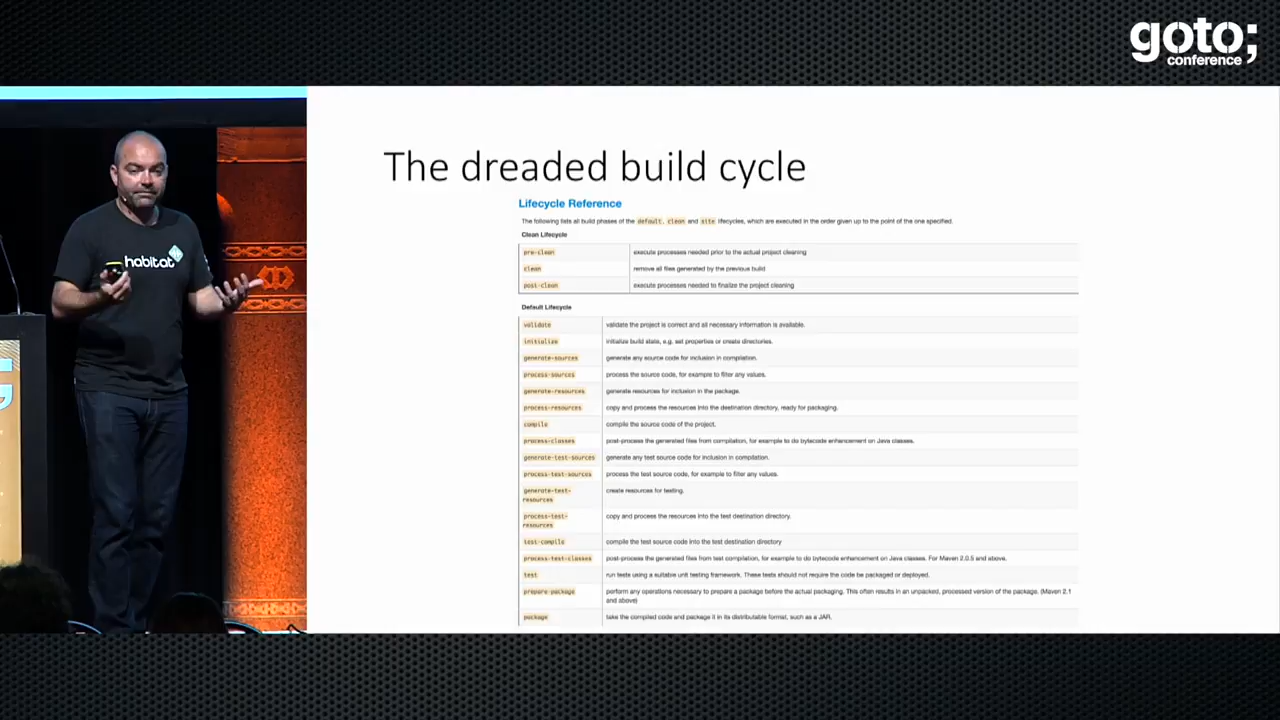 goto;
conference
habitat
The dreaded build cycle
Lifecycle Reference
The following lists all build phases of the default, clean and site lifecycles, which are executed in the order given up to the point of the one specified.
Clean Lifecycle
pre-clean execute processes needed prior to the actual project cleaning
clean remove all files generated by the previous build
post-clean execute processes needed to finalize the project cleaning
Default Lifecycle
validate validate the project is correct and all necessary information is available.
initialize initialize build state, e.g. set properties or create directories.
generate-sources generate any source code for inclusion in compilation.
process-sources process the source code, for example to filter any values.
generate-resources generate resources for inclusion in the package.
process-resources copy and process the resources into the destination directory, ready for packaging.
compile compile the source code of the project.
process-classes post-process the generated files from compilation, for example to do bytecode enhancement on Java classes.
generate-test-sources generate any test source code for inclusion in compilation.
process-test-sources process the test source code, for example to filter any values.
generate-test- create resources for testing.
resources
process-test- copy and process the resources into the test destination directory.
resources
test-compile compile the test source code into the test destination directory
process-test-classes post-process the generated files from test compilation, for example to do bytecode enhancement on Java classes. For Maven 2.0.5 and above.
test run tests using a suitable unit testing framework. These tests should not require the code be packaged or deployed.
prepare-package perform any operations necessary to prepare a package before the actual packaging. This often results in an unpacked, processed version of the package. (Maven 2.1
and above)
package take the compiled code and package it in its distributable format, such as a JAR.